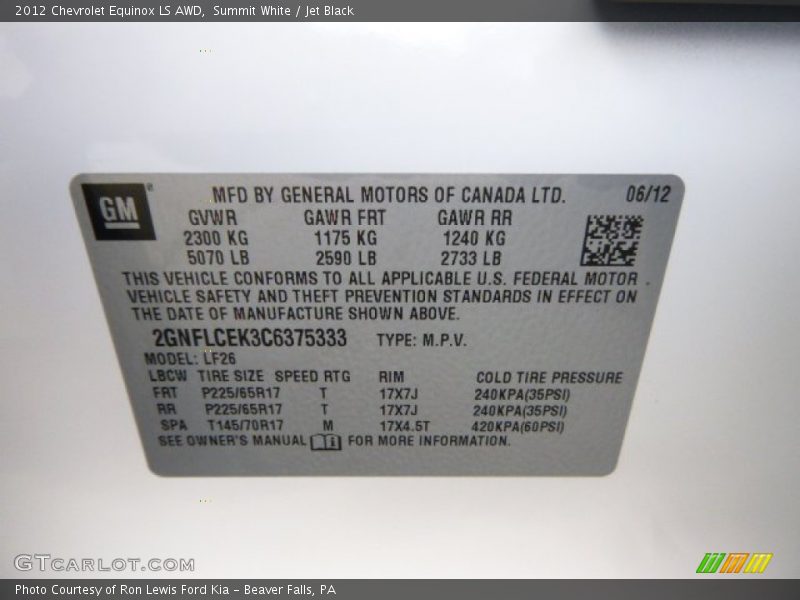 2012 Chevrolet Equinox LS AWD,  Summit White / Jet Black
GM MFD BY GENERAL MOTORS OF CANADA LTD. 06/12
GVWR GAWR FRT GAWR RR
2300 KG 1175 KG 1240 KG
5070 LB 2590 LB 2733 LB
THIS VEHICLE CONFORMS TO ALL APPLICABLE U.S. FEDERAL MOTOR
VEHICLE SAFETY AND THEFT PREVENTION STANDARDS IN EFFECT ON
THE DATE OF MANUFACTURE SHOWN ABOVE.
2GNFLCEK3C6375333 TYPE: M.P.V.
MODEL: LF26
LBCW TIRE SIZE SPEED RTG RIM COLD TIRE PRESSURE
FRT P225/65R17 T 17X7J 240KPA(35PSI)
RR P225/65R17 T 17X7J 240KPA(35PSI)
SPA T145/70R17 M 17X4.5T 420KPA(60PSI)
SEE OWNER'S MANUAL FOR MORE INFORMATION.
GTCARLOT.COM
Photo Courtesy of Ron Lewis Ford Kia – Beaver Falls, PA